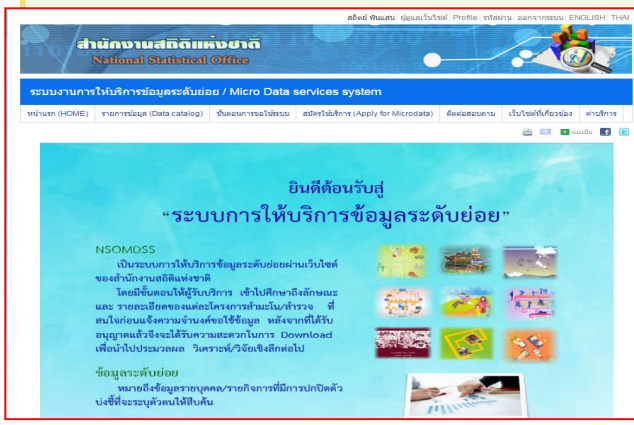 สถิตย์ พันแสน | ผู้ดูแลเว็บไซต์ | Profile | รหัสผ่าน | ออกจากระบบ | ENGLISH | THAI
สำนักงานสถิติแห่งชาติ
National Statistical Office
ระบบงานการให้บริการข้อมูลระดับย่อย / Micro Data services system
หน้าแรก (HOME) รายการข้อมูล (Data catalog) ขั้นตอนการขอใช้ระบบ สมัครใช้บริการ (Apply for Microdata) ติดต่อสอบถาม เว็บไซต์ที่เกี่ยวข้อง ค่าบริการ
แบ่งปัน
ยินดีต้อนรับสู่
“ระบบการให้บริการข้อมูลระดับย่อย”
NSOMDSS
เป็นระบบการให้บริการข้อมูลระดับย่อยผ่านเว็บไซต์
ของสำนักงานสถิติแห่งชาติ
โดยมีขั้นตอนให้ผู้รับบริการ เข้าไปศึกษาถึงลักษณะ
และ รายละเอียดของแต่ละโครงการสำมะโน/สำรวจ ที่
สนใจก่อนแจ้งความจำนงค์ขอใช้ข้อมูล หลังจากที่ได้รับ
อนุญาตแล้วจึงจะได้รับความสะดวกในการ Download
เพื่อนำไปประมวลผล วิเคราะห์/วิจัยเชิงลึกต่อไป
ข้อมูลระดับย่อย
หมายถึงข้อมูลรายบุคคล/รายกิจการที่มีการปกปิดตัว
บ่งชี้ที่จะระบุตัวตนให้สืบค้น